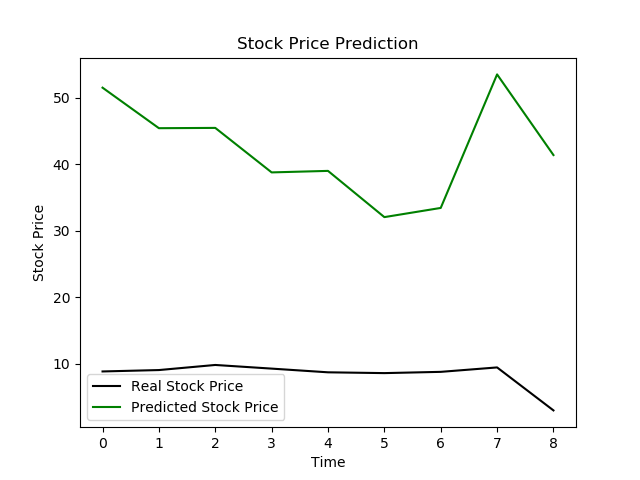 Stock Price Prediction
50
40
30
20
10
Stock Price
Real Stock Price
Predicted Stock Price
0 1 2 3 4 5 6 7 8
Time